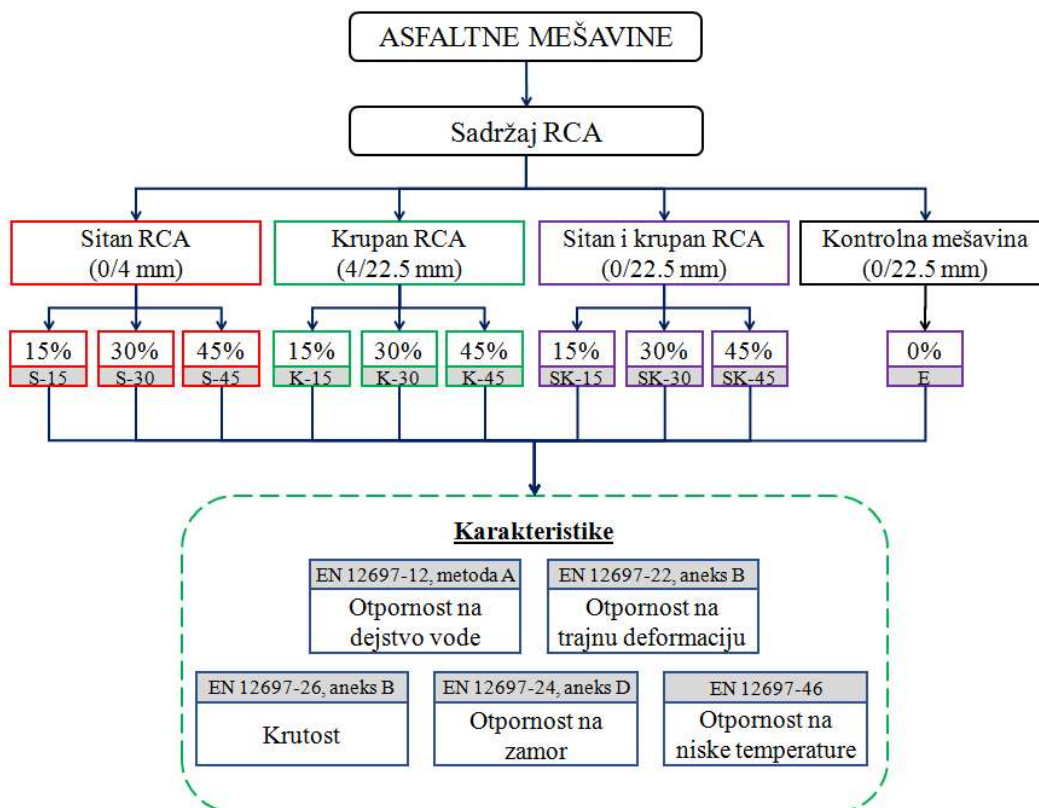 ASFALTNE MEŠAVINE
Sadržaj RCA
Sitan RCA
(0/4 mm)
Krupan RCA
(4/22.5 mm)
Sitan i krupan RCA
(0/22.5 mm)
Kontrolna mešavina
(0/22.5 mm)
15%
S-15
30%
S-30
45%
S-45
15%
K-15
30%
K-30
45%
K-45
15%
SK-15
30%
SK-30
45%
SK-45
0%
E
Karakteristike
EN 12697-12, metoda A
Otpornost na
dejstvo vode
EN 12697-22, aneks B
Otpornost na
trajnu deformaciju
EN 12697-26, aneks B
Krutost
EN 12697-24, aneks D
Otpornost na
zamor
EN 12697-46
Otpornost na
niske temperature